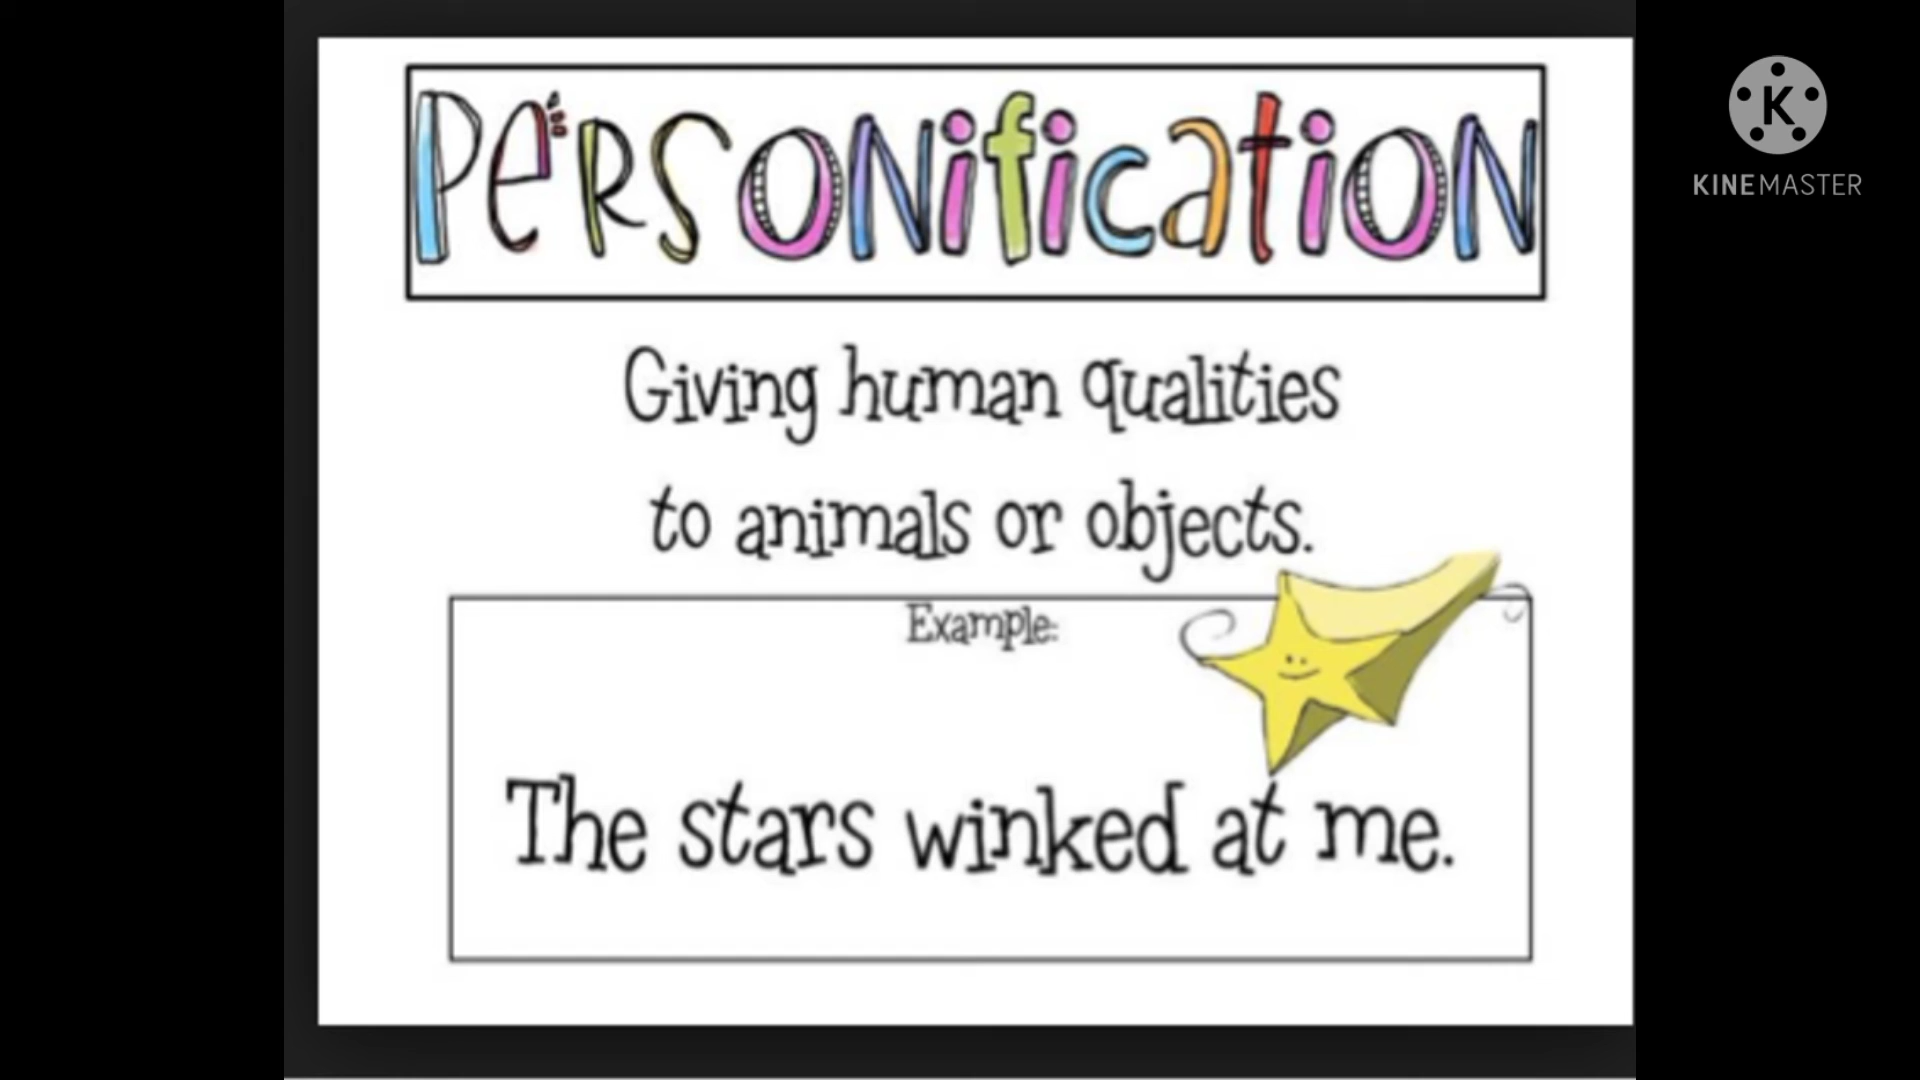 PeRSONification
Giving human qualities
to animals or objects.
Example:
The stars winked at me.
K
KINEMASTER